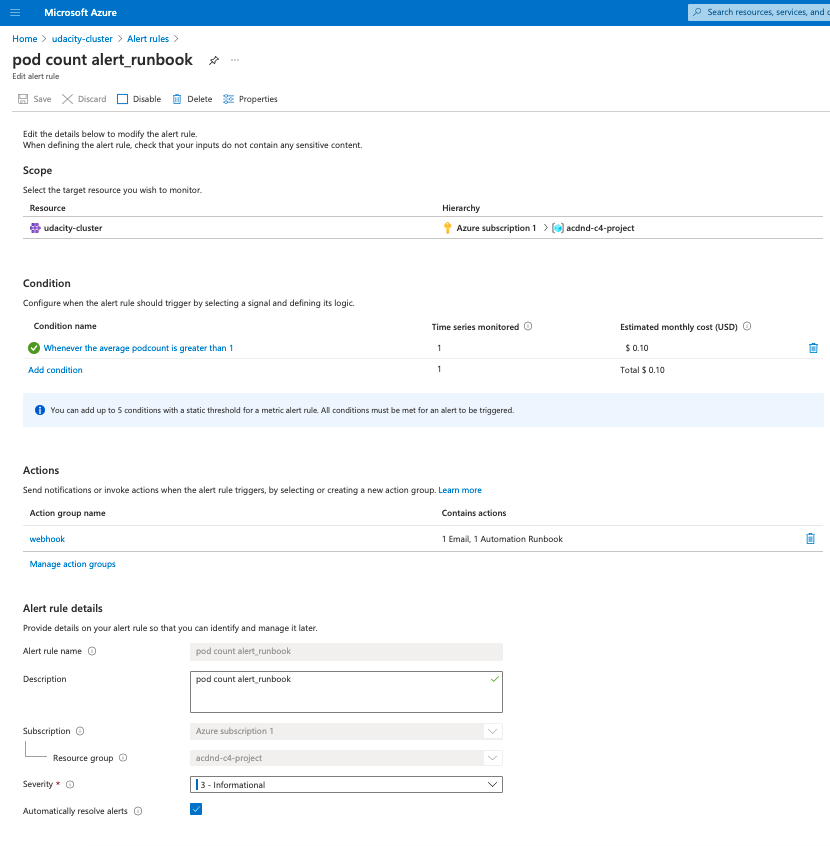 Microsoft Azure
Search resources, services, and
Home > udacity-cluster > Alert rules >
pod count alert_runbook
Edit alert rule
Save Discard Disable Delete Properties
Edit the details below to modify the alert rule.
When defining the alert rule, check that your inputs do not contain any sensitive content.
Scope
Select the target resource you wish to monitor.
Resource Hierarchy
udacity-cluster Azure subscription 1 > acdnd-c4-project
Condition
Configure when the alert rule should trigger by selecting a signal and defining its logic.
Condition name Time series monitored Estimated monthly cost (USD)
Whenever the average podcount is greater than 1 1 $ 0.10
Add condition 1 Total $ 0.10
You can add up to 5 conditions with a static threshold for a metric alert rule. All conditions must be met for an alert to be triggered.
Actions
Send notifications or invoke actions when the alert rule triggers, by selecting or creating a new action group. Learn more
Action group name Contains actions
webhook 1 Email, 1 Automation Runbook
Manage action groups
Alert rule details
Provide details on your alert rule so that you can identify and manage it later.
Alert rule name pod count alert_runbook
Description pod count alert_runbook
Subscription Azure subscription 1
Resource group acdnd-c4-project
Severity * 3 - Informational
Automatically resolve alerts